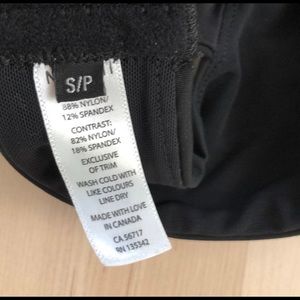 S/P
88% NYLON/
12% SPANDEX
CONTRAST:
82% NYLON/
18% SPANDEX
EXCLUSIVE
OF TRIM
WASH COLD WITH
LIKE COLOURS
LINE DRY
MADE WITH LOVE
IN CANADA
CA 56717
RN 135342